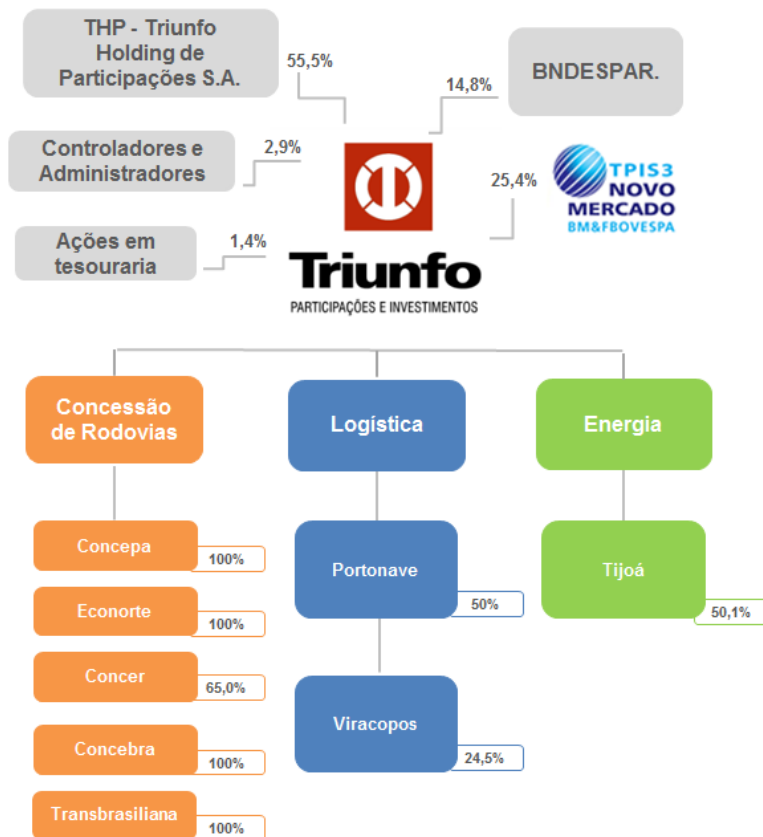 THP - Triunfo
Holding de
Participações S.A.
55,5%
14,8%
BNDESPAR.
Controladores e
Administradores
2,9%
25,4%
TPIS3
NOVO
MERCADO
BM&FBOVESPA
Ações em
tesouraria
1,4%
Triunfo
PARTICIPAÇÕES E INVESTIMENTOS
Concessão
de Rodovias
Logística
Energia
Concepa
100%
Econorte
100%
Concer
65,0%
Concebra
100%
Transbrasiliana
100%
Portonave
50%
Viracopos
24,5%
Tijoá
50,1%